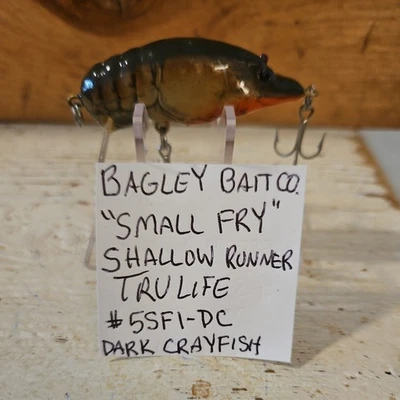 BAGLEY BAIT CO.
"SMALL FRY"
SHALLOW RUNNER
TRU LIFE
#5SF1-DC
DARK CRAYFISH